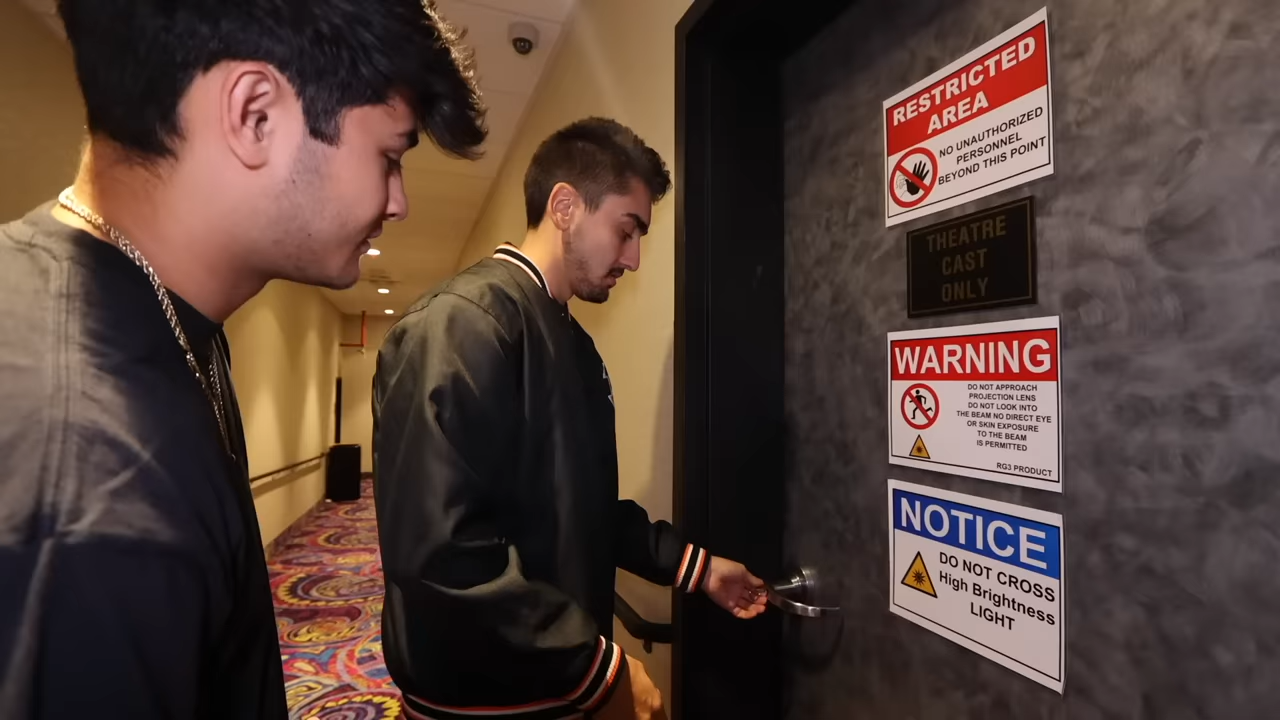 RESTRICTED
AREA
NO UNAUTHORIZED
PERSONNEL
BEYOND THIS POINT
THEATRE
CAST
ONLY
WARNING
DO NOT APPROACH
PROJECTION LENS
DO NOT LOOK INTO
THE BEAM NO DIRECT EYE
OR SKIN EXPOSURE
TO THE BEAM
IS PERMITTED
RG3 PRODUCT
NOTICE
DO NOT CROSS
High Brightness
LIGHT